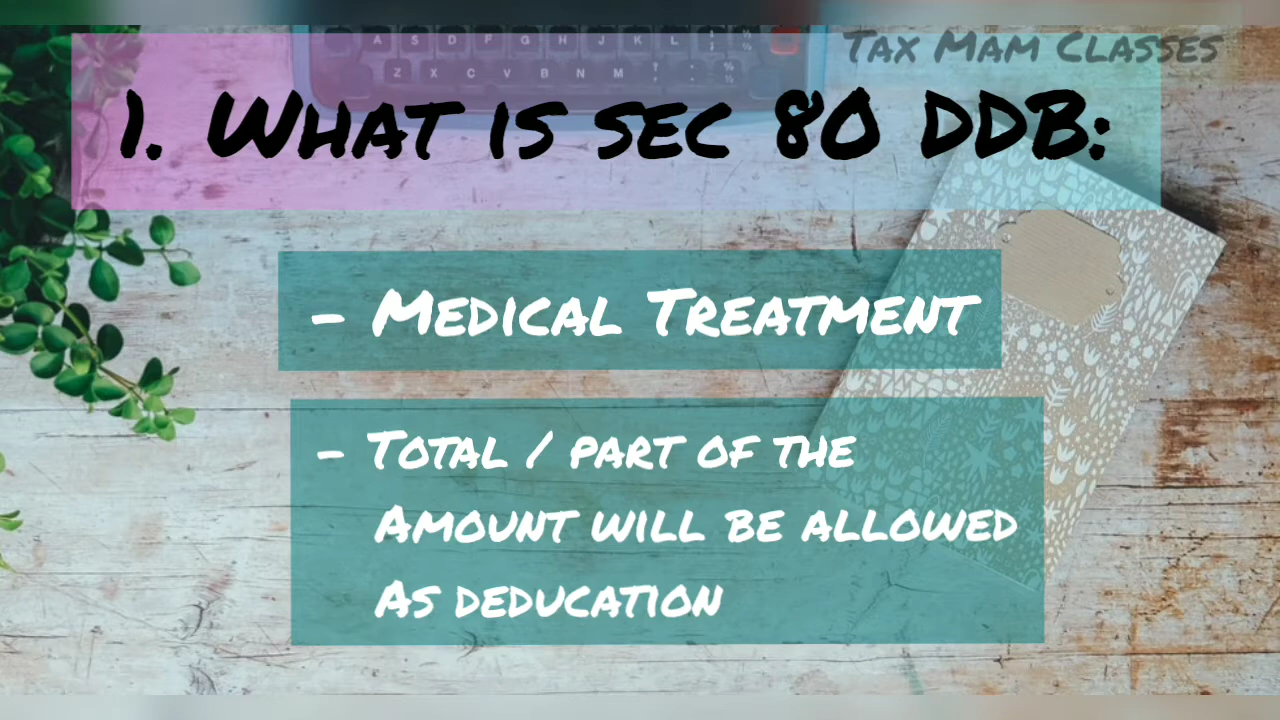 Tax Mam Classes
A S D F G H J K L
Z X C V B N M
1. What is sec 80 DDB:
- Medical Treatment
- Total / part of the
Amount will be allowed
As deducation